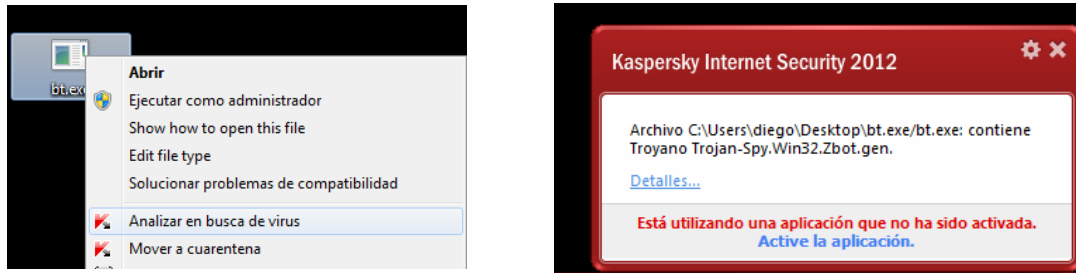 bt.exe
Abrir
Ejecutar como administrador
Show how to open this file
Edit file type
Solucionar problemas de compatibilidad
Analizar en busca de virus
Mover a cuarentena
Kaspersky Internet Security 2012
Archivo C:\Users\diego\Desktop\bt.exe/bt.exe: contiene
Troyano Trojan-Spy.Win32.Zbot.gen.
Detalles...
Está utilizando una aplicación que no ha sido activada.
Active la aplicación.